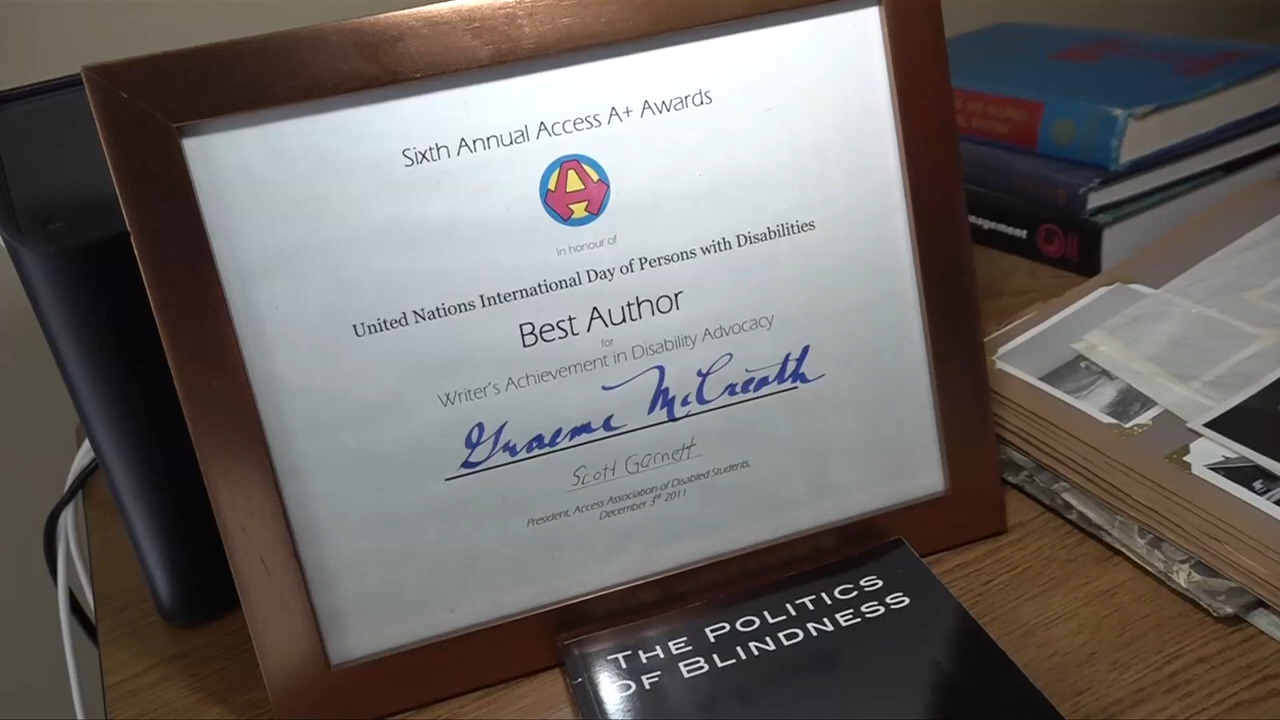 Sixth Annual Access A+ Awards
A
In honour of
United Nations International Day of Persons with Disabilities
Best Author
for
Writer's Achievement in Disability Advocacy
Graeme McCreath
Scott Garnett
President, Access Association of Disabled Students,
December 3rd 2011
THE POLITICS
OF BLINDNESS